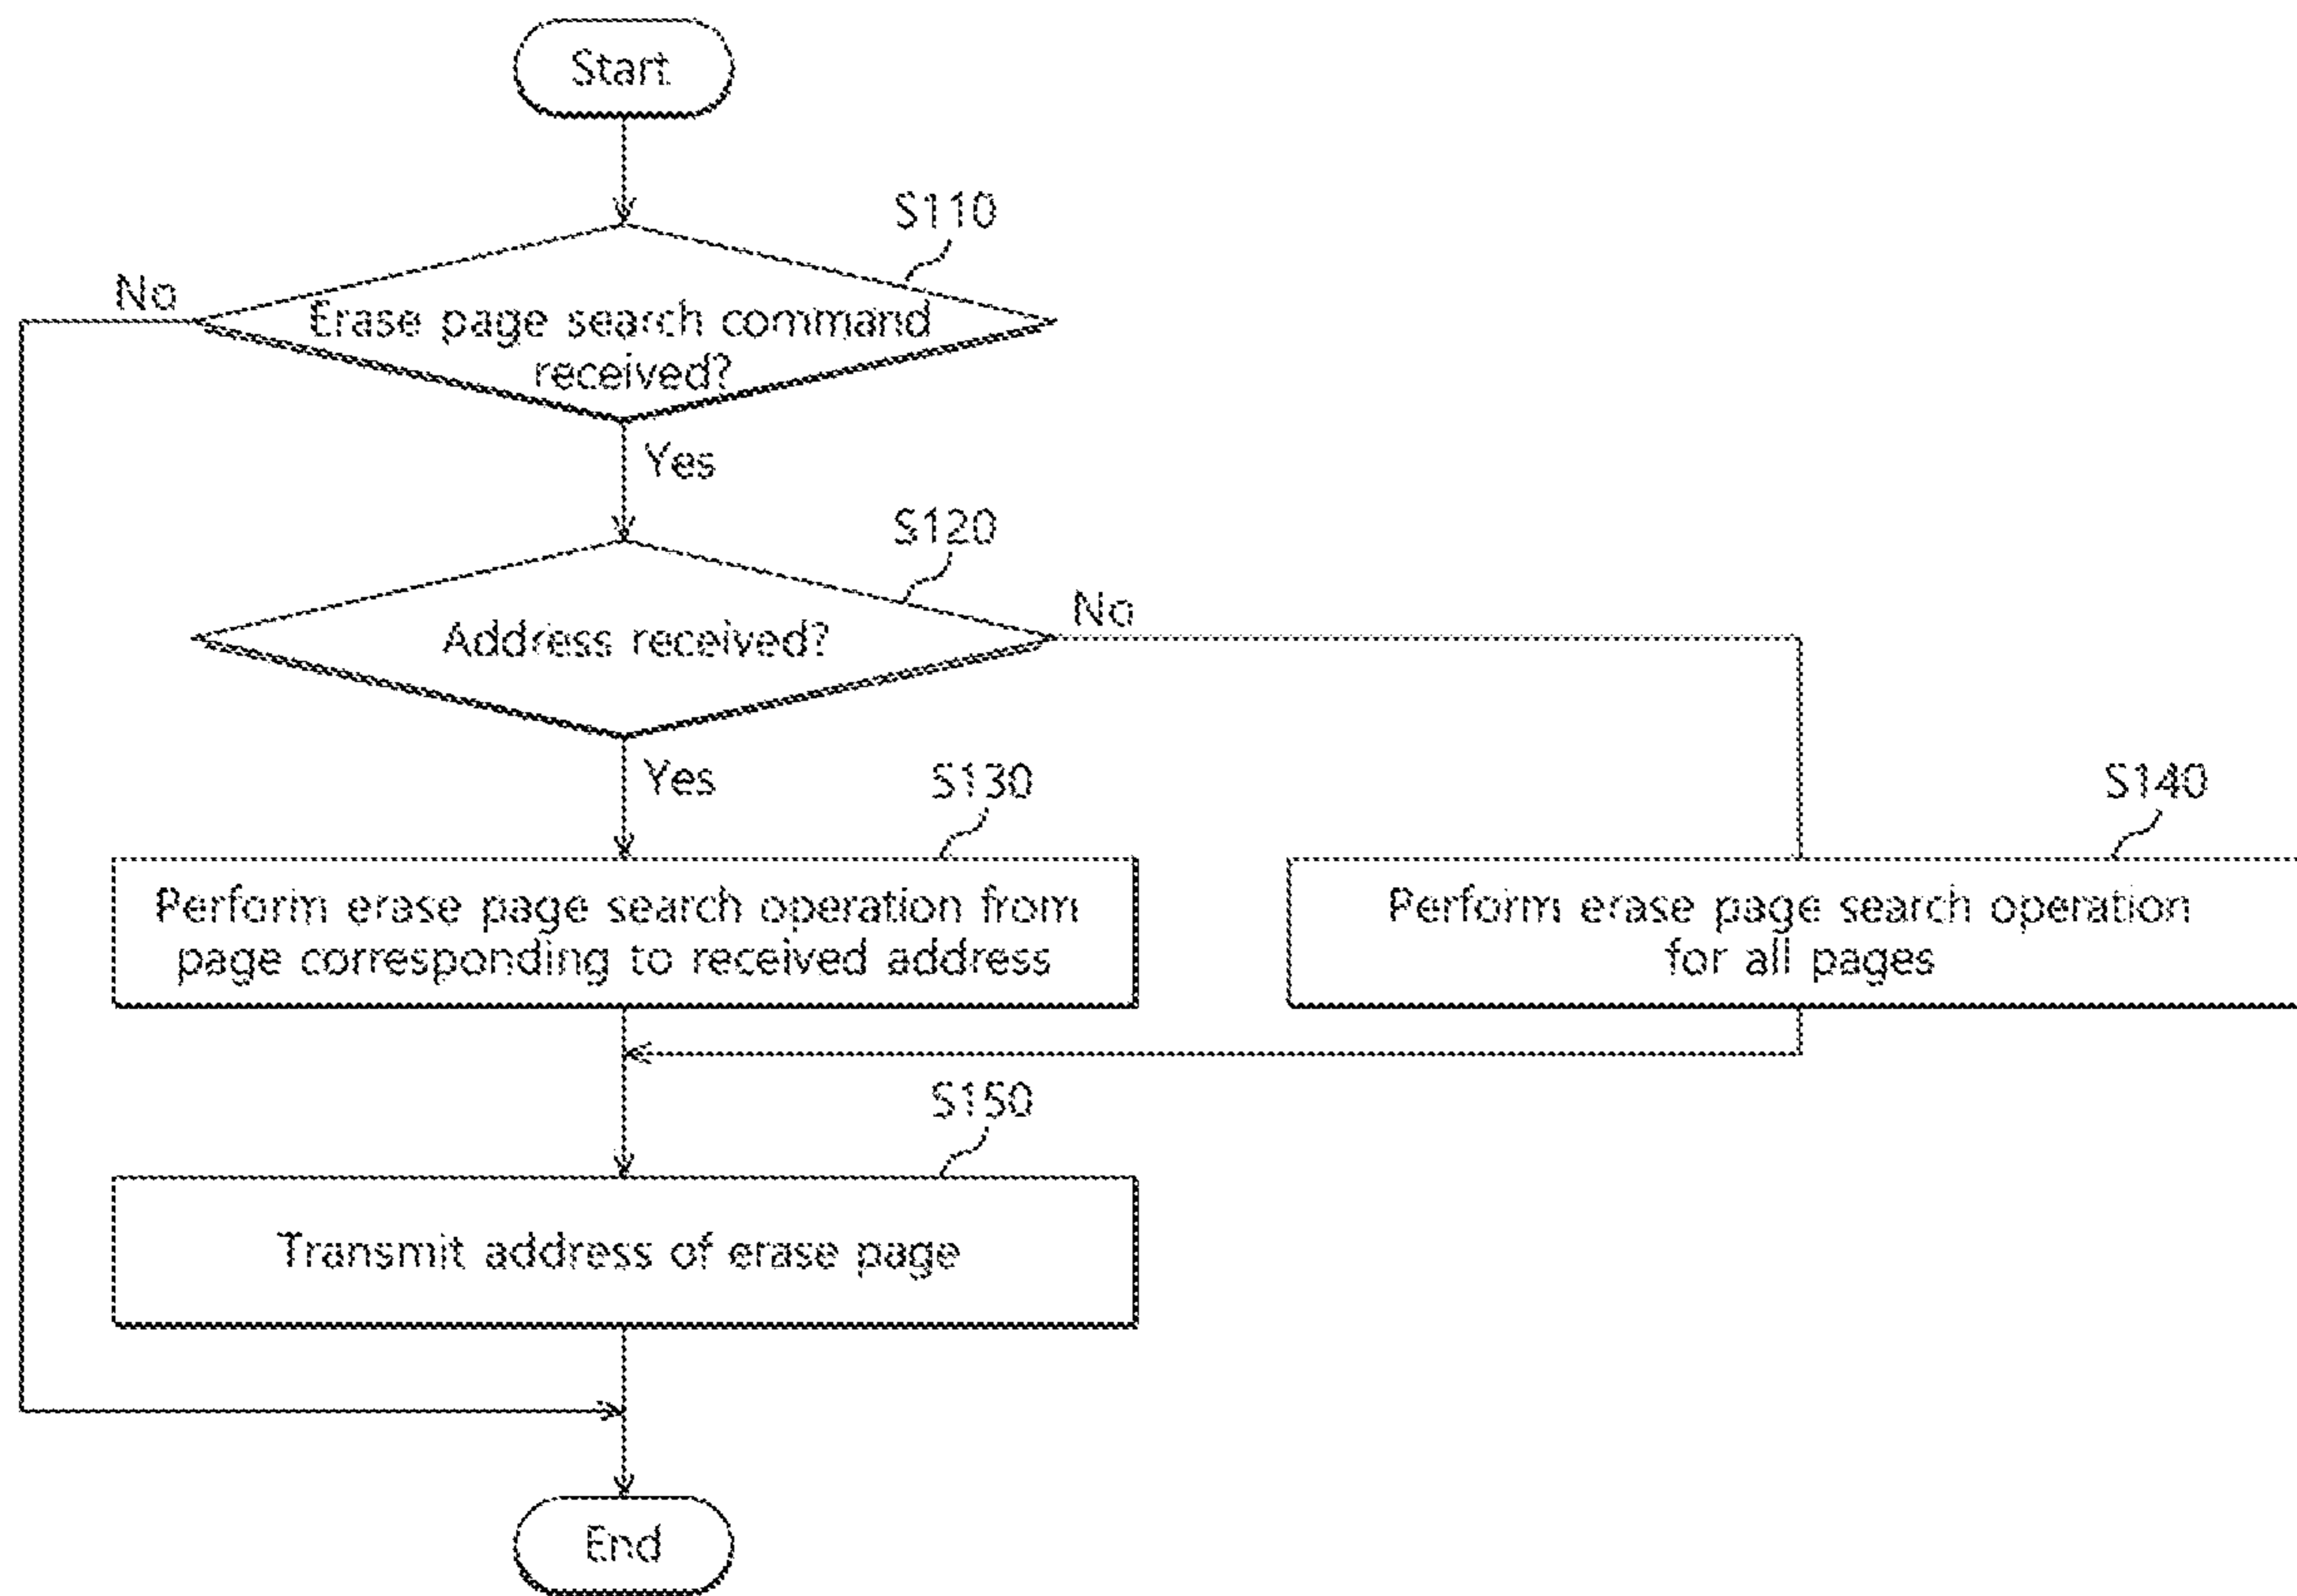 Start
S110
No
Erase page search command
received?
Yes
S120
No
Address received?
Yes
S130
S140
Perform erase page search operation from
page corresponding to received address
Perform erase page search operation
for all pages
S150
Transmit address of erase page
End